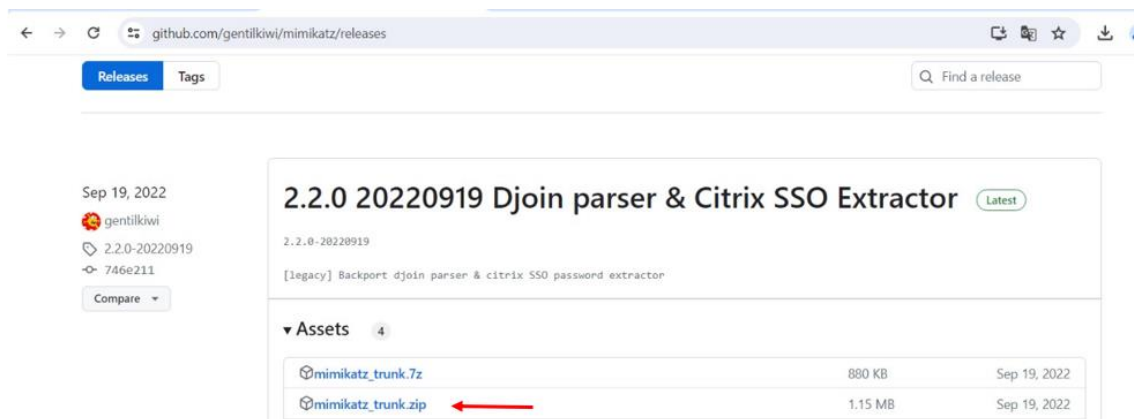 github.com/gentilkiwi/mimikatz/releases
Releases Tags
Find a release
Sep 19, 2022
gentilkiwi
2.2.0-20220919
746e211
Compare
2.2.0 20220919 Djoin parser & Citrix SSO Extractor Latest
2.2.0-20220919
[legacy] Backport djoin parser & citrix SSO password extractor
Assets 4
mimikatz_trunk.7z 880 KB Sep 19, 2022
mimikatz_trunk.zip 1.15 MB Sep 19, 2022